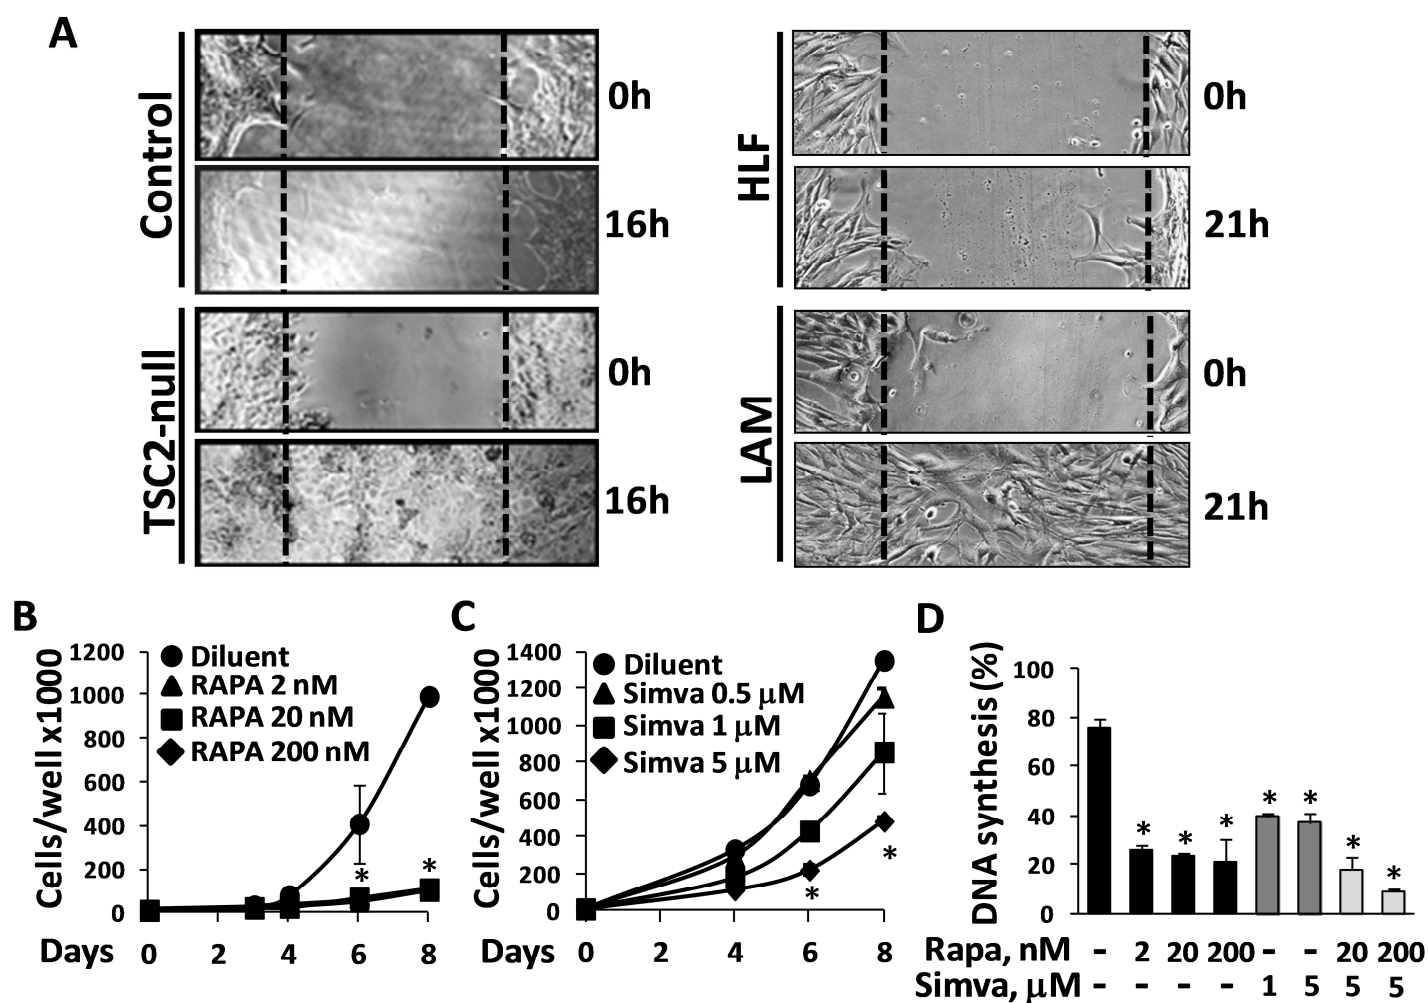 A
Control
0h
16h
TSC2-null
0h
16h
HLF
0h
21h
LAM
0h
21h
B
Cells/well x1000
1200
1000
800
600
400
200
0
Diluent
RAPA 2 nM
RAPA 20 nM
RAPA 200 nM
*
*
Days 0 2 4 6 8
C
Cells/well x1000
1400
1200
1000
800
600
400
200
0
Diluent
Simva 0.5 μM
Simva 1 μM
Simva 5 μM
*
*
0 2 4 6 8
D
DNA synthesis (%)
100
80
60
40
20
0
* * * * * * *
Rapa, nM - 2 20 200 - - 20 200
Simva, μM - - - - 1 5 5 5